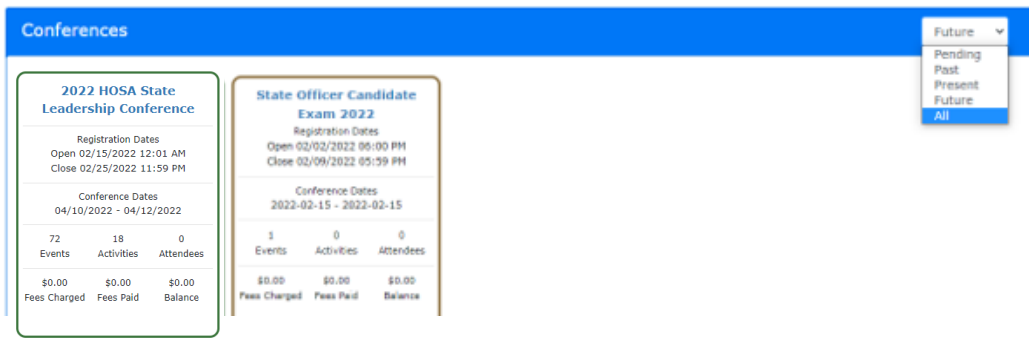 Conferences
Future
Pending
Past
Present
Future
All
2022 HOSA State
Leadership Conference
Registration Dates
Open 02/15/2022 12:01 AM
Close 02/25/2022 11:59 PM
Conference Dates
04/10/2022 - 04/12/2022
72 18 0
Events Activities Attendees
$0.00 $0.00 $0.00
Fees Charged Fees Paid Balance
State Officer Candidate
Exam 2022
Registration Dates
Open 02/02/2022 06:00 PM
Close 02/09/2022 05:59 PM
Conference Dates
2022-02-15 - 2022-02-15
1 0 0
Events Activities Attendees
$0.00 $0.00 $0.00
Fees Charged Fees Paid Balance